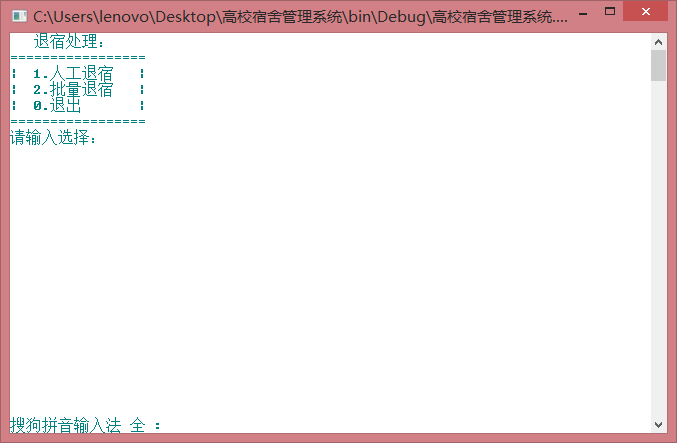 C:\Users\lenovo\Desktop\高校宿舍管理系统\bin\Debug\高校宿舍管理系统....
退宿处理：
=================
¦ 1.人工退宿 ¦
¦ 2.批量退宿 ¦
¦ 0.退出 ¦
=================
请输入选择：
搜狗拼音输入法 全 ：